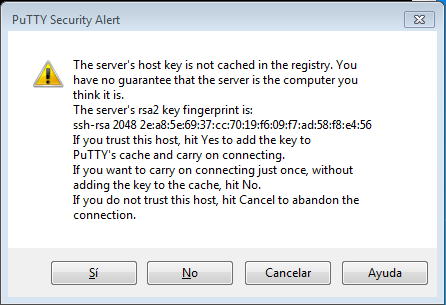 PuTTY Security Alert
The server's host key is not cached in the registry. You
have no guarantee that the server is the computer you
think it is.
The server's rsa2 key fingerprint is:
ssh-rsa 2048 2e:a8:5e:69:37:cc:70:19:f6:09:f7:ad:58:f8:e4:56
If you trust this host, hit Yes to add the key to
PuTTY's cache and carry on connecting.
If you want to carry on connecting just once, without
adding the key to the cache, hit No.
If you do not trust this host, hit Cancel to abandon the
connection.
Sí No Cancelar Ayuda